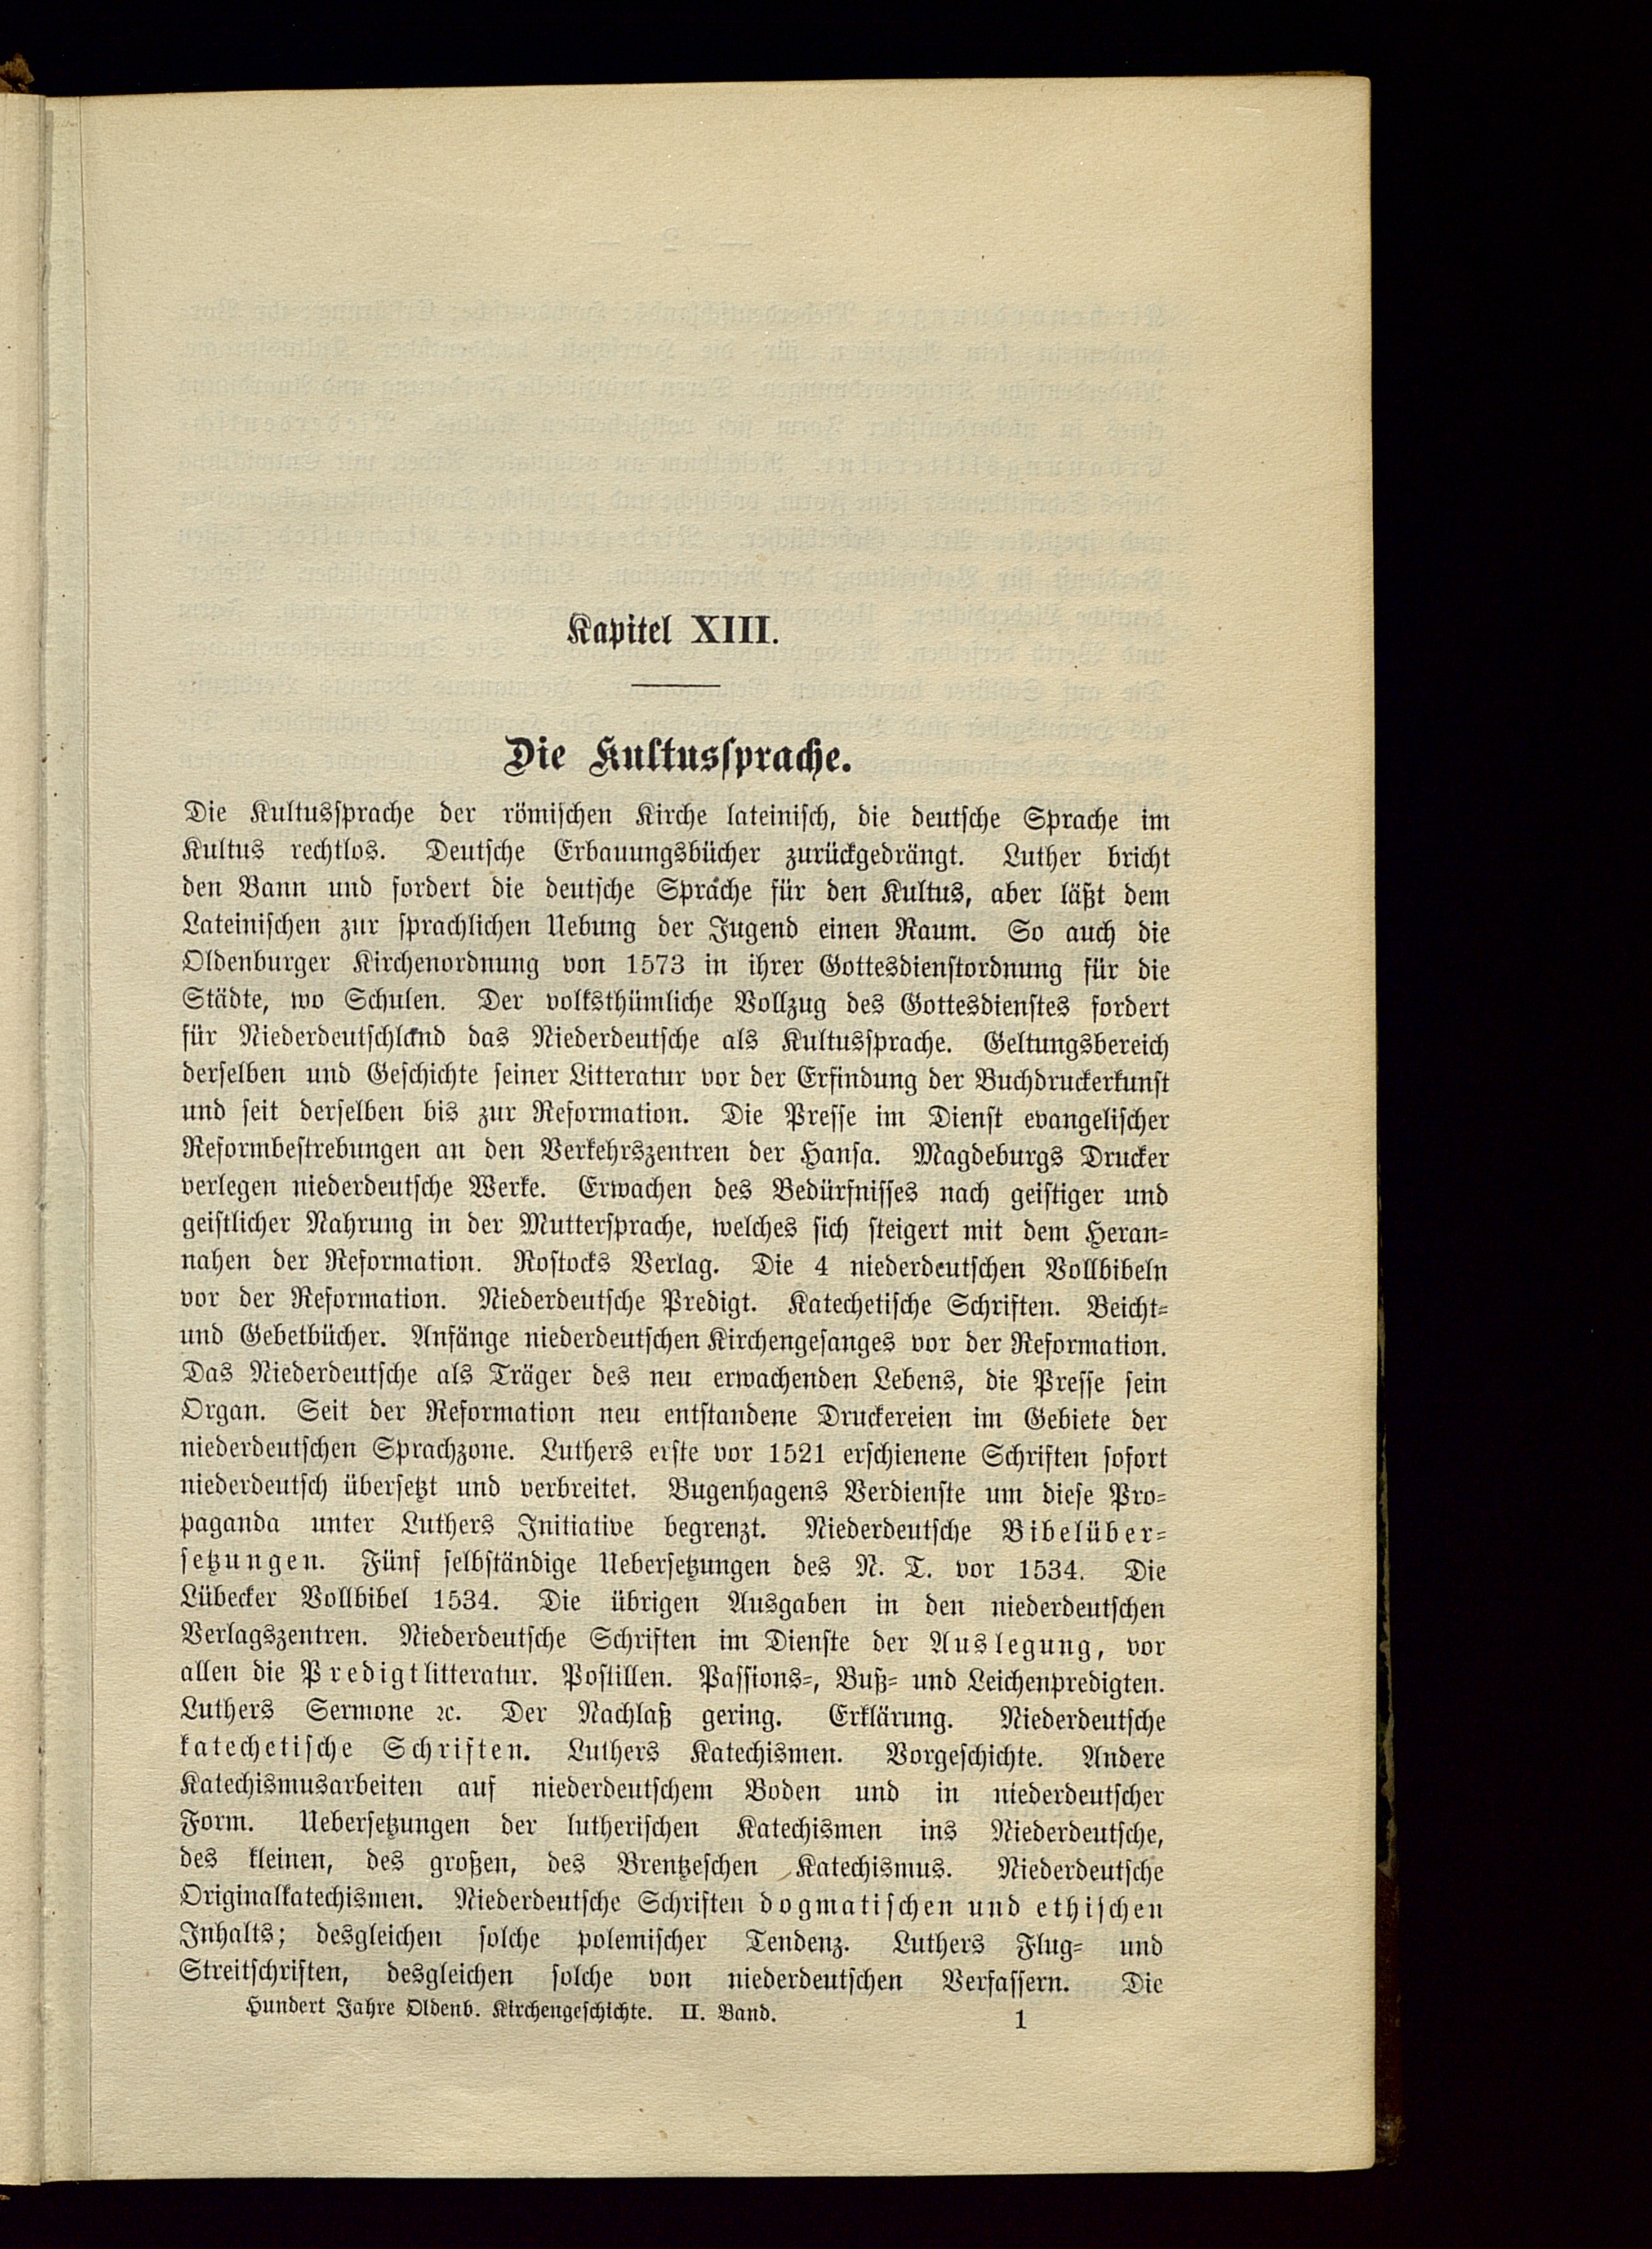 Kapitel XIII.
Die Kultussprache.
Die Kultussprache der römischen Kirche lateinisch, die deutsche Sprache im
Kultus rechtlos. Deutsche Erbauungsbücher zurückgedrängt. Luther bricht
den Bann und fordert die deutsche Sprache für den Kultus, aber läßt dem
Lateinischen zur sprachlichen Uebung der Jugend einen Raum. So auch die
Oldenburger Kirchenordnung von 1573 in ihrer Gottesdienstordnung für die
Städte, wo Schulen. Der volksthümliche Vollzug des Gottesdienstes fordert
für Niederdeutschland das Niederdeutsche als Kultussprache. Geltungsbereich
derselben und Geschichte seiner Litteratur vor der Erfindung der Buchdruckerkunst
und seit derselben bis zur Reformation. Die Presse im Dienst evangelischer
Reformbestrebungen an den Verkehrszentren der Hansa. Magdeburgs Drucker
verlegen niederdeutsche Werke. Erwachen des Bedürfnisses nach geistiger und
geistlicher Nahrung in der Muttersprache, welches sich steigert mit dem Heran-
nahen der Reformation. Rostocks Verlag. Die 4 niederdeutschen Vollbibeln
vor der Reformation. Niederdeutsche Predigt. Katechetische Schriften. Beicht-
und Gebetbücher. Anfänge niederdeutschen Kirchengesanges vor der Reformation.
Das Niederdeutsche als Träger des neu erwachenden Lebens, die Presse sein
Organ. Seit der Reformation neu entstandene Druckereien im Gebiete der
niederdeutschen Sprachzone. Luthers erste vor 1521 erschienene Schriften sofort
niederdeutsch übersetzt und verbreitet. Bugenhagens Verdienste um diese Pro-
paganda unter Luthers Initiative begrenzt. Niederdeutsche Bibelüber-
setzungen. Fünf selbständige Uebersetzungen des N. T. vor 1534. Die
Lübecker Vollbibel 1534. Die übrigen Ausgaben in den niederdeutschen
Verlagszentren. Niederdeutsche Schriften im Dienste der Auslegung, vor
allen die Predigtlitteratur. Postillen. Passions-, Buß- und Leichenpredigten.
Luthers Sermone ꝛc. Der Nachlaß gering. Erklärung. Niederdeutsche
katechetische Schriften. Luthers Katechismen. Vorgeschichte. Andere
Katechismusarbeiten auf niederdeutschem Boden und in niederdeutscher
Form. Uebersetzungen der lutherischen Katechismen ins Niederdeutsche,
des kleinen, des großen, des Brentzeschen Katechismus. Niederdeutsche
Originalkatechismen. Niederdeutsche Schriften dogmatischen und ethischen
Inhalts; desgleichen solche polemischer Tendenz. Luthers Flug- und
Streitschriften, desgleichen solche von niederdeutschen Verfassern. Die
Hundert Jahre Oldenb. Kirchengeschichte. II. Band. 1